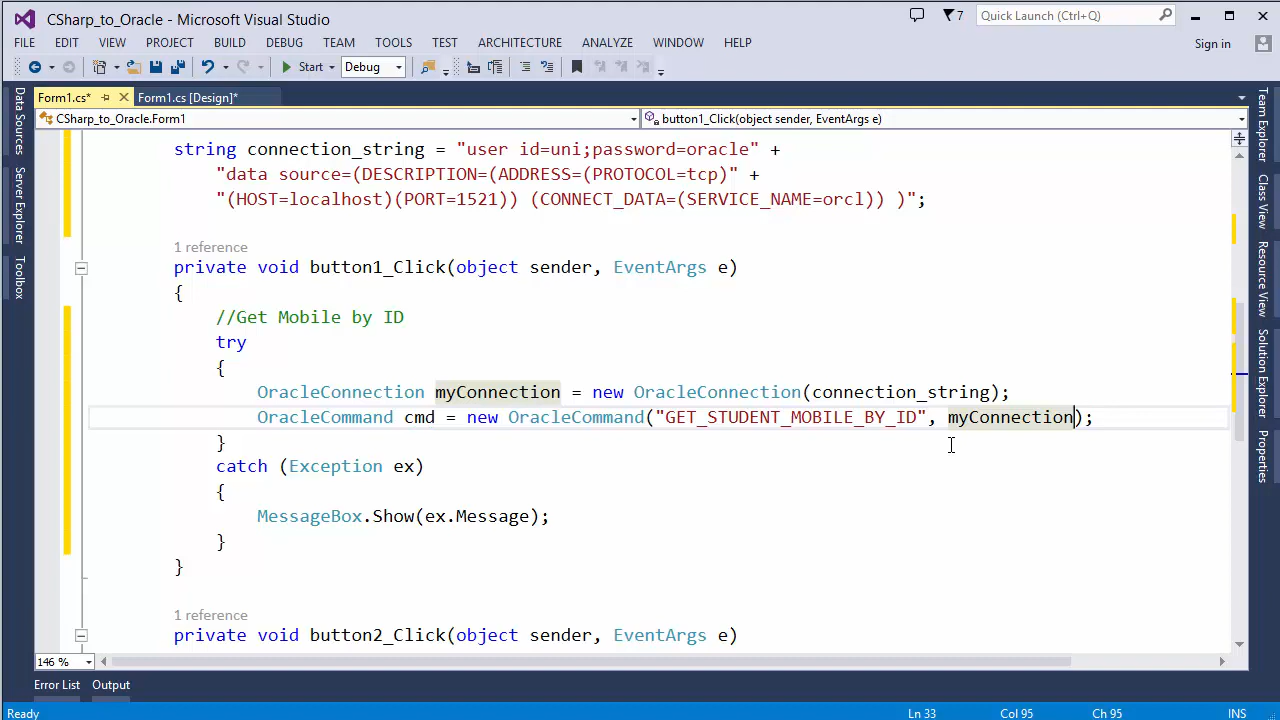 CSharp_to_Oracle - Microsoft Visual Studio
7
Quick Launch (Ctrl+Q)
FILE EDIT VIEW PROJECT BUILD DEBUG TEAM TOOLS TEST ARCHITECTURE ANALYZE WINDOW HELP
Sign in
Start Debug
Form1.cs* Form1.cs [Design]*
CSharp_to_Oracle.Form1 button1_Click(object sender, EventArgs e)
string connection_string = "user id=uni;password=oracle" +
"data source=(DESCRIPTION=(ADDRESS=(PROTOCOL=tcp)" +
"(HOST=localhost)(PORT=1521)) (CONNECT_DATA=(SERVICE_NAME=orcl)) )";
1 reference
private void button1_Click(object sender, EventArgs e)
{
//Get Mobile by ID
try
{
OracleConnection myConnection = new OracleConnection(connection_string);
OracleCommand cmd = new OracleCommand("GET_STUDENT_MOBILE_BY_ID", myConnection);
}
catch (Exception ex)
{
MessageBox.Show(ex.Message);
}
}
1 reference
private void button2_Click(object sender, EventArgs e)
146 %
Data Sources
Server Explorer
Toolbox
Team Explorer
Class View
Resource View
Solution Explorer
Properties
Error List Output
Ready Ln 33 Col 95 Ch 95 INS